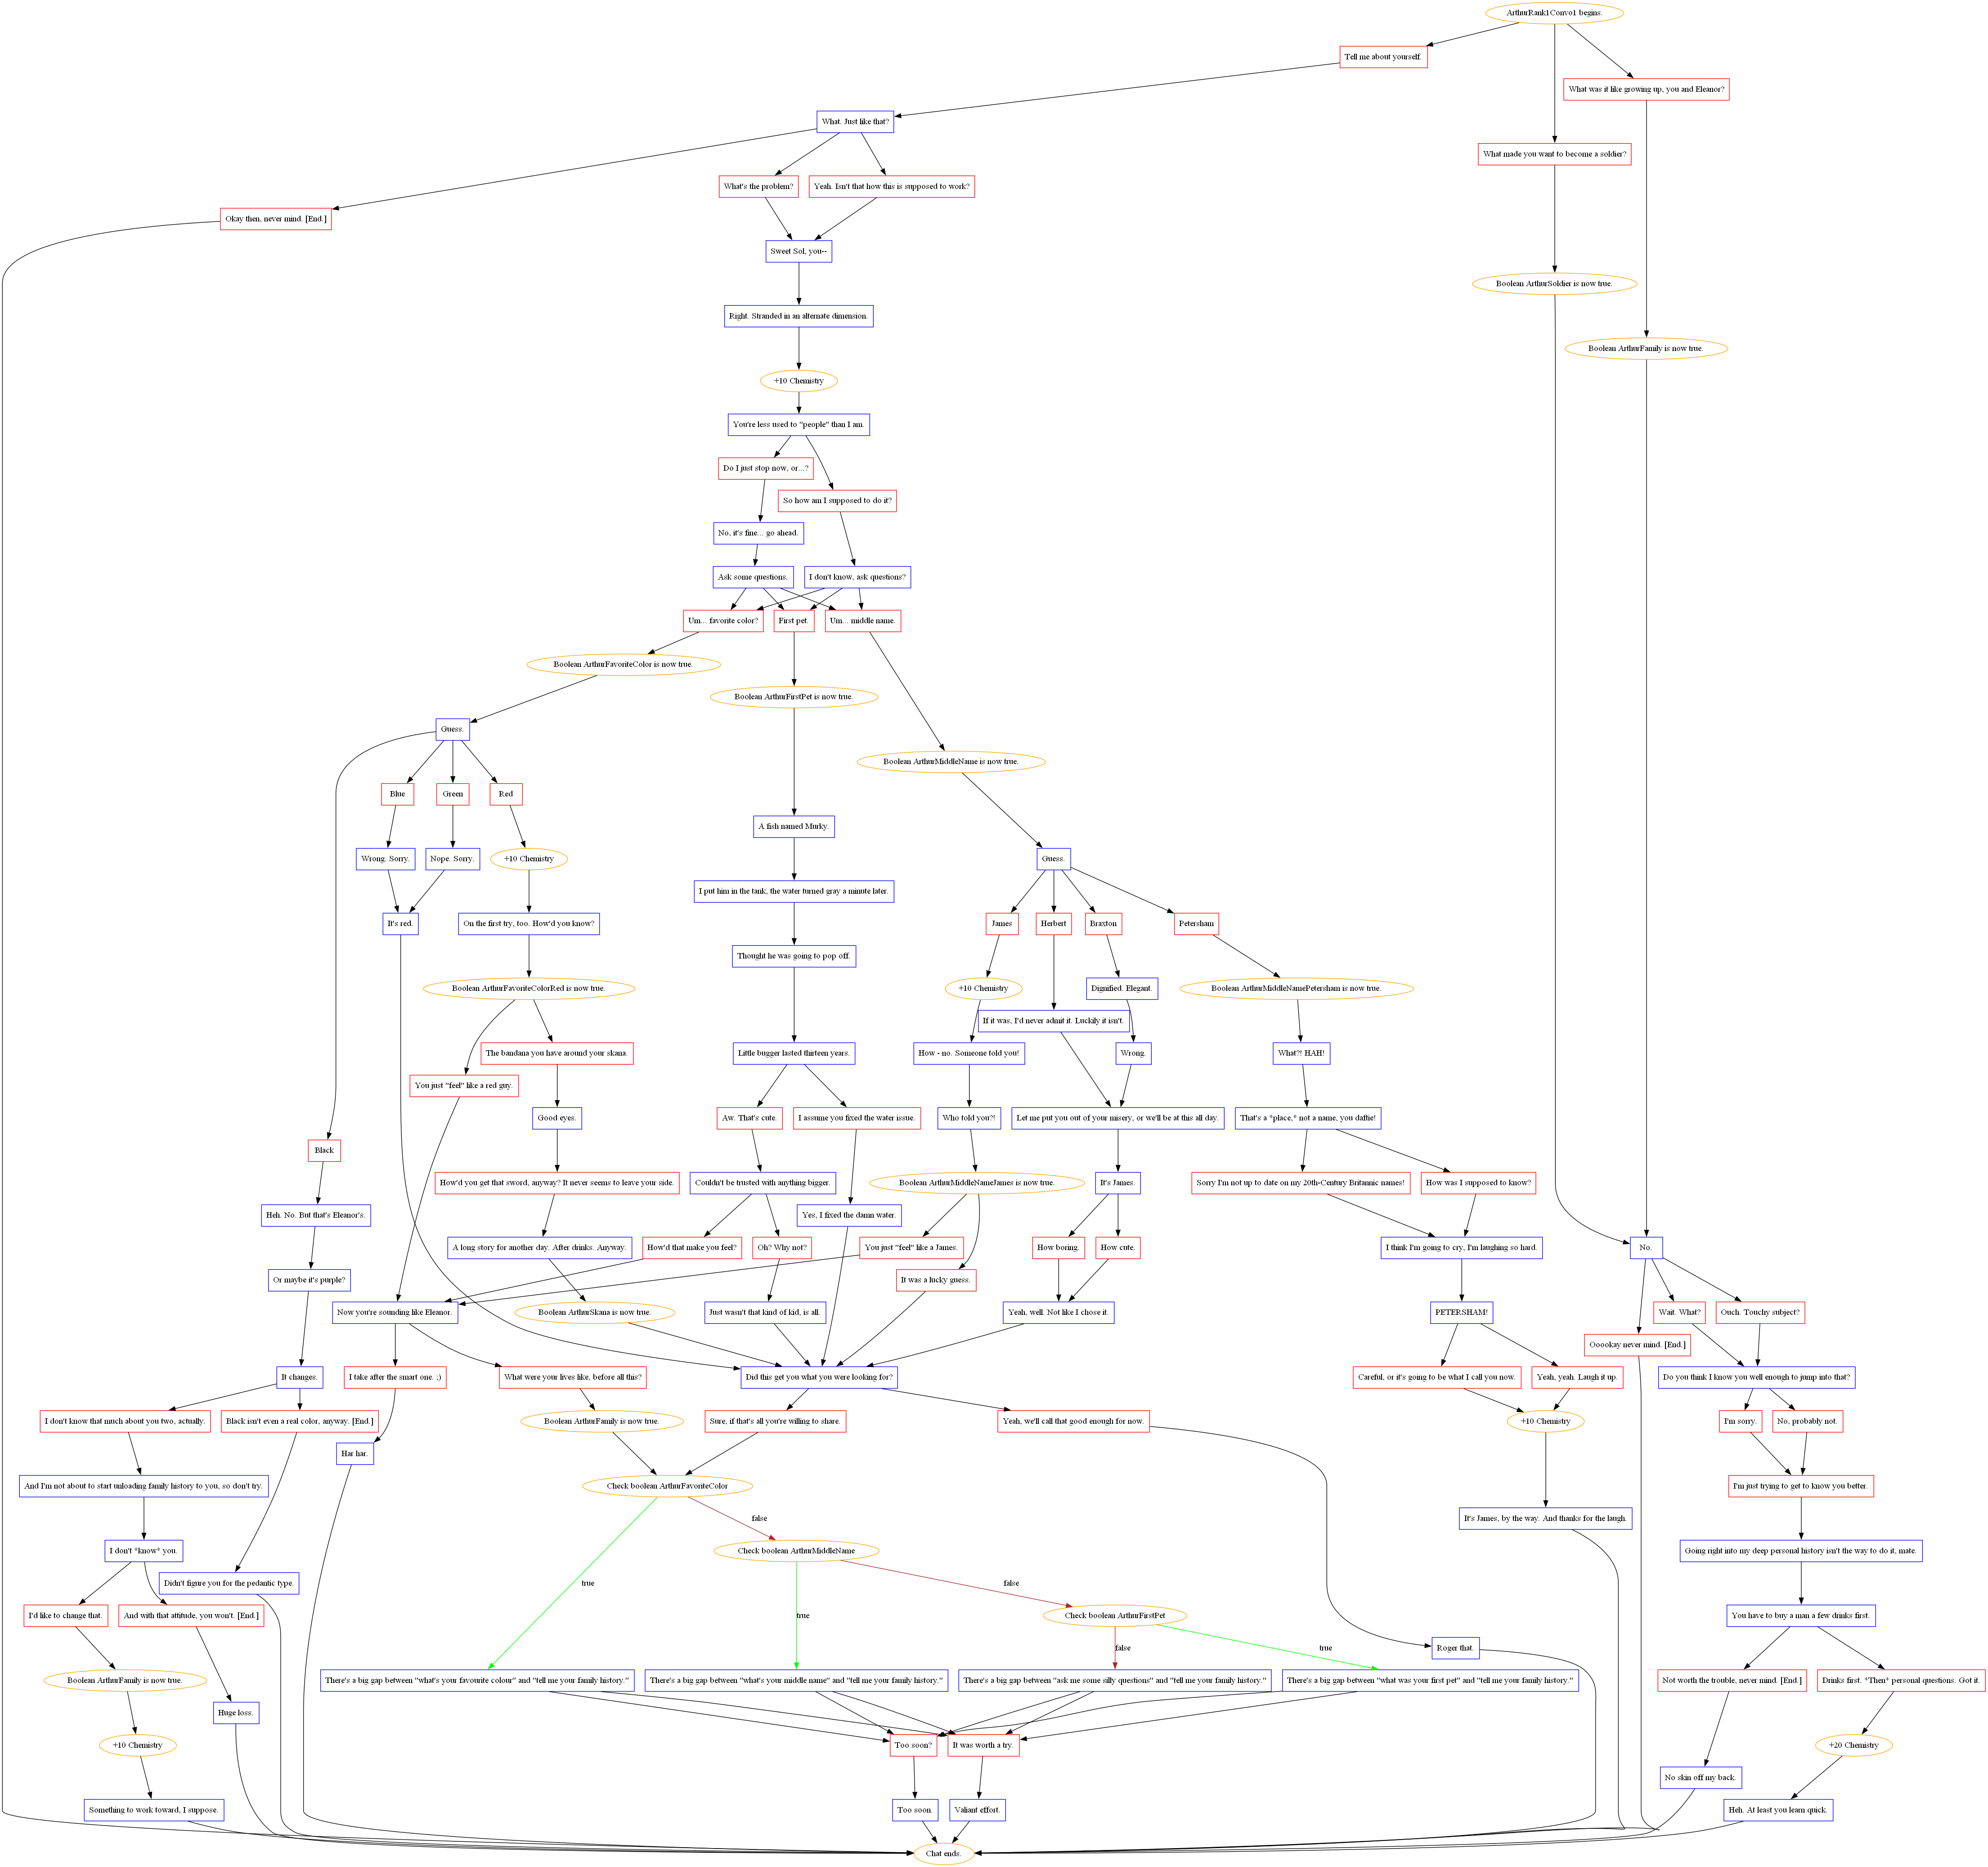 ArthurRank1Convo1 begins.
Tell me about yourself.
What was it like growing up, you and Eleanor?
What. Just like that?
What made you want to become a soldier?
What's the problem?
Yeah. Isn't that how this is supposed to work?
Okay then, never mind. [End.]
Sweet Sol, you--
Boolean ArthurSoldier is now true.
Right. Stranded in an alternate dimension.
Boolean ArthurFamily is now true.
+10 Chemistry
You're less used to "people" than I am.
Do I just stop now, or...?
So how am I supposed to do it?
No, it's fine... go ahead.
Ask some questions.
I don't know, ask questions?
Um... favorite color?
First pet.
Um... middle name.
Boolean ArthurFavoriteColor is now true.
Boolean ArthurFirstPet is now true.
Guess.
Boolean ArthurMiddleName is now true.
Blue
Green
Red
A fish named Murky.
Wrong. Sorry.
Nope. Sorry.
+10 Chemistry
Guess.
I put him in the tank, the water turned gray a minute later.
It's red.
On the first try, too. How'd you know?
James
Herbert
Braxton
Petersham
Thought he was going to pop off.
Boolean ArthurFavoriteColorRed is now true.
+10 Chemistry
Dignified. Elegant.
Boolean ArthurMiddleNamePetersham is now true.
If it was, I'd never admit it. Luckily it isn't.
The bandana you have around your skana.
Little bugger lasted thirteen years.
How - no. Someone told you!
Wrong.
What?! HAH!
You just "feel" like a red guy.
Good eyes.
Aw. That's cute.
I assume you fixed the water issue.
Who told you?!
Let me put you out of your misery, or we'll be at this all day.
That's a *place,* not a name, you daftie!
Black
How'd you get that sword, anyway? It never seems to leave your side.
Couldn't be trusted with anything bigger.
Boolean ArthurMiddleNameJames is now true.
It's James.
Sorry I'm not up to date on my 20th-Century Britannic names!
How was I supposed to know?
Heh. No. But that's Eleanor's.
Yes, I fixed the damn water.
A long story for another day. After drinks. Anyway.
How'd that make you feel?
Oh? Why not?
You just "feel" like a James.
How boring.
How cute.
I think I'm going to cry, I'm laughing so hard.
No.
Or maybe it's purple?
It was a lucky guess.
Now you're sounding like Eleanor.
Boolean ArthurSkana is now true.
Just wasn't that kind of kid, is all.
Yeah, well. Not like I chose it.
PETERSHAM!
Wait. What?
Ouch. Touchy subject?
Ooookay never mind. [End.]
It changes.
I take after the smart one. ;)
What were your lives like, before all this?
Did this get you what you were looking for?
Careful, or it's going to be what I call you now.
Yeah, yeah. Laugh it up.
Do you think I know you well enough to jump into that?
I don't know that much about you two, actually.
Black isn't even a real color, anyway. [End.]
Boolean ArthurFamily is now true.
Sure, if that's all you're willing to share.
Yeah, we'll call that good enough for now.
+10 Chemistry
I'm sorry.
No, probably not.
Har har.
And I'm not about to start unloading family history to you, so don't try.
Check boolean ArthurFavoriteColor
I'm just trying to get to know you better.
false
It's James, by the way. And thanks for the laugh.
I don't *know* you.
Check boolean ArthurMiddleName
Going right into my deep personal history isn't the way to do it, mate.
Didn't figure you for the pedantic type.
true
false
I'd like to change that.
And with that attitude, you won't. [End.]
true
Check boolean ArthurFirstPet
You have to buy a man a few drinks first.
Roger that.
false
true
Boolean ArthurFamily is now true.
There's a big gap between "what's your favourite colour" and "tell me your family history."
There's a big gap between "what's your middle name" and "tell me your family history."
There's a big gap between "ask me some silly questions" and "tell me your family history."
There's a big gap between "what was your first pet" and "tell me your family history."
Not worth the trouble, never mind. [End.]
Drinks first. *Then* personal questions. Got it.
Huge loss.
+10 Chemistry
Too soon?
It was worth a try.
+20 Chemistry
No skin off my back.
Something to work toward, I suppose.
Too soon.
Valiant effort.
Heh. At least you learn quick.
Chat ends.